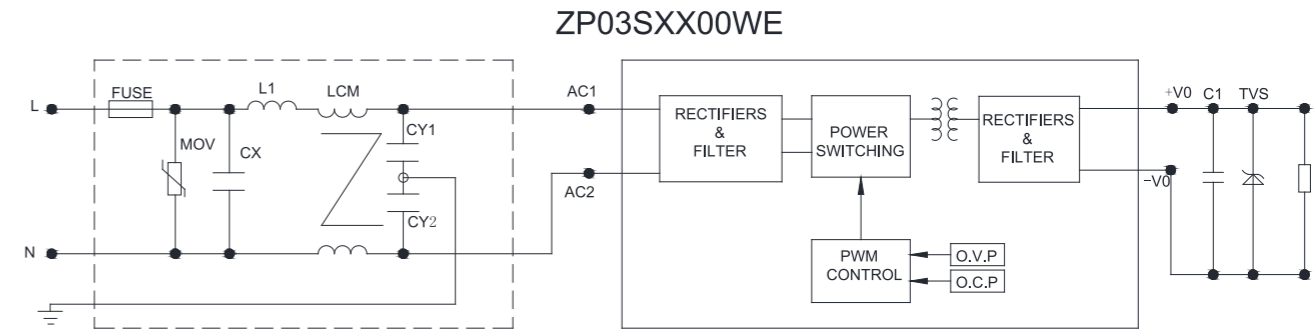 ZP03SXX00WE
L
FUSE
L1
LCM
MOV
CX
CY1
CY2
N
AC1
AC2
RECTIFIERS
&
FILTER
POWER
SWITCHING
RECTIFIERS
&
FILTER
PWM
CONTROL
O.V.P
O.C.P
+V0
C1
TVS
−V0